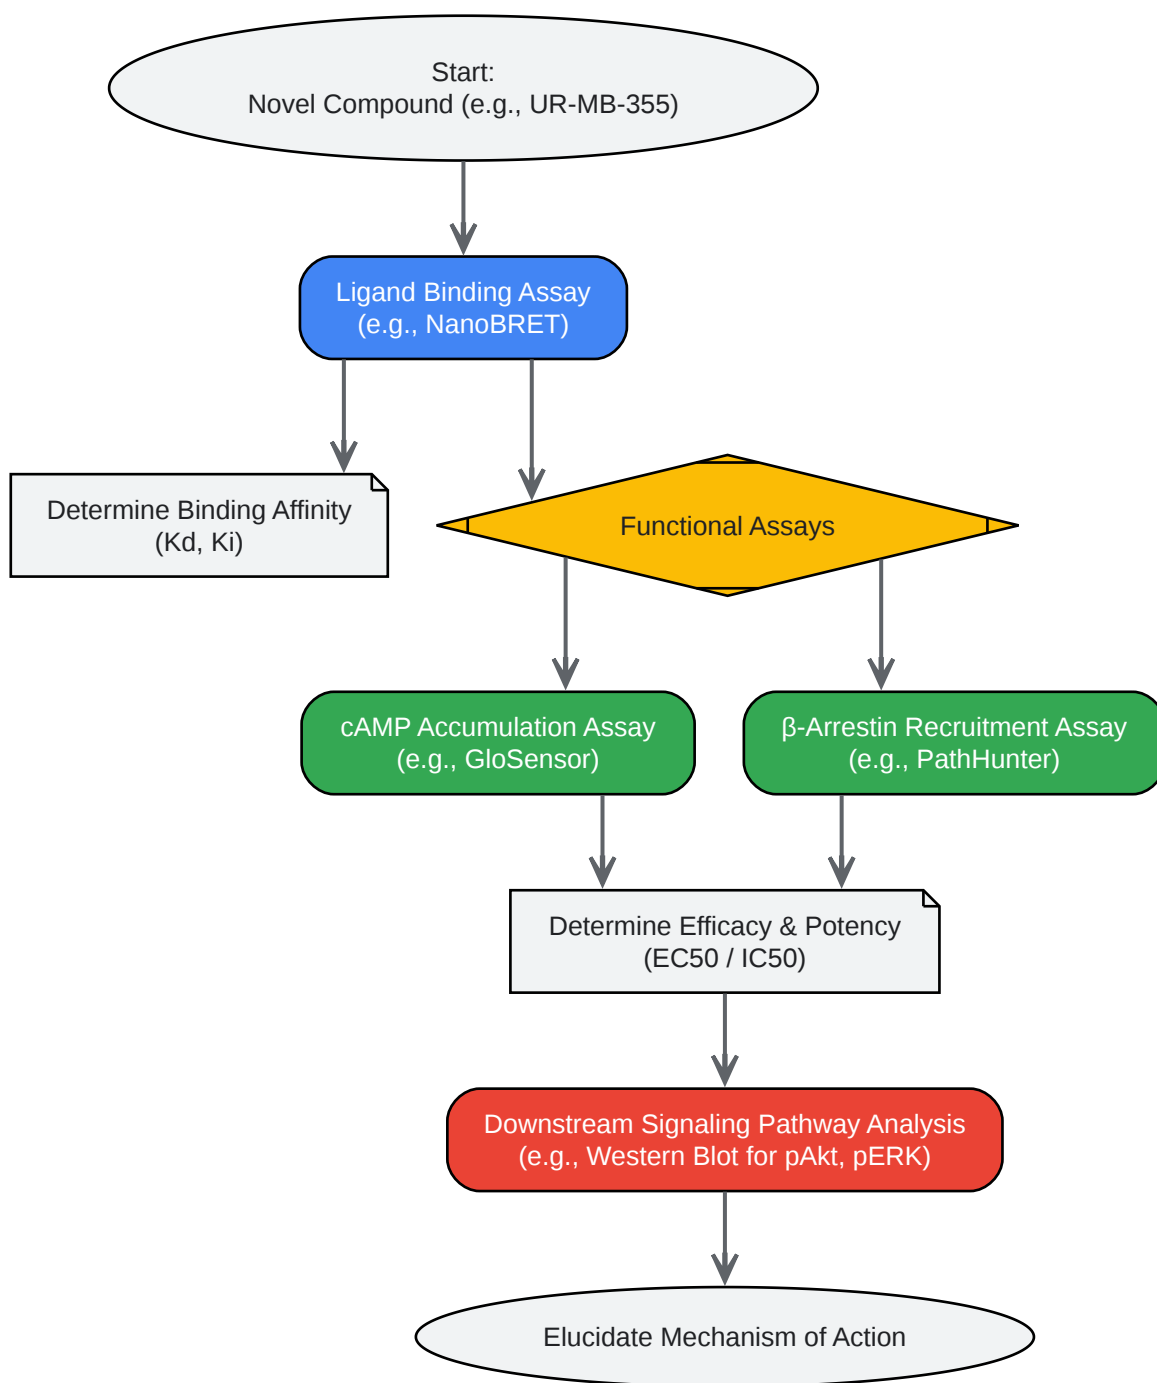 Start:
Novel Compound (e.g., UR-MB-355)
Ligand Binding Assay
(e.g., NanoBRET)
Determine Binding Affinity
(Kd, Ki)
Functional Assays
cAMP Accumulation Assay
(e.g., GloSensor)
β-Arrestin Recruitment Assay
(e.g., PathHunter)
Determine Efficacy & Potency
(EC50 / IC50)
Downstream Signaling Pathway Analysis
(e.g., Western Blot for pAkt, pERK)
Elucidate Mechanism of Action